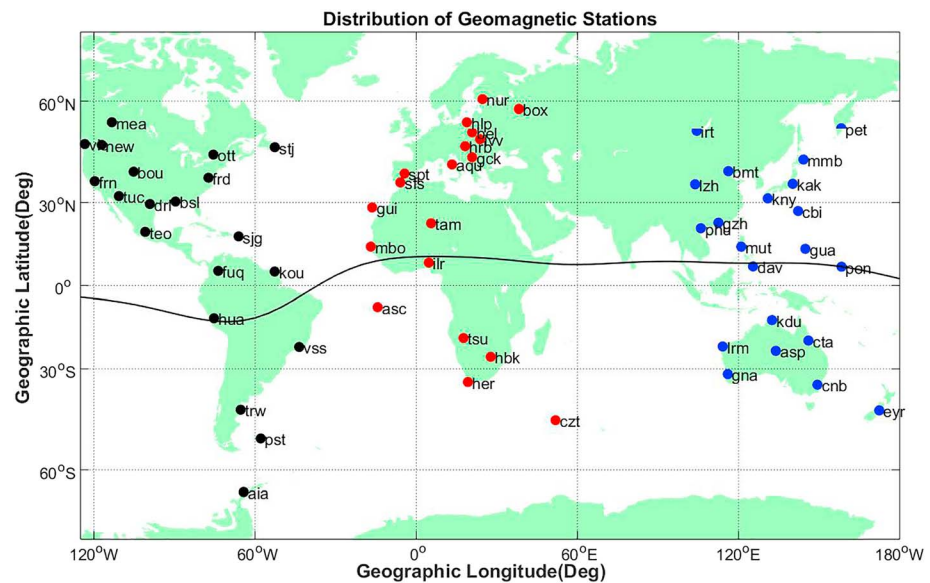 Distribution of Geomagnetic Stations
60°N
30°N
0°
30°S
60°S
Geographic Latitude(Deg)
nur
box
mea
hlp
bel
lvv
irt
pet
new
hrb
ott
stj
gck
aqu
mmb
bou
frd
spt
sfs
bmt
frn
lzh
kak
tuc
dlr
bsl
gui
kny
cbi
teo
sjg
tam
phu
gzh
mbo
mut
gua
fuq
kou
ilr
dav
pon
asc
hua
kdu
vss
tsu
hbk
lrm
asp
cta
her
gna
cnb
trw
eyr
pst
czt
aia
120°W
60°W
0°
60°E
120°E
180°W
Geographic Longitude(Deg)